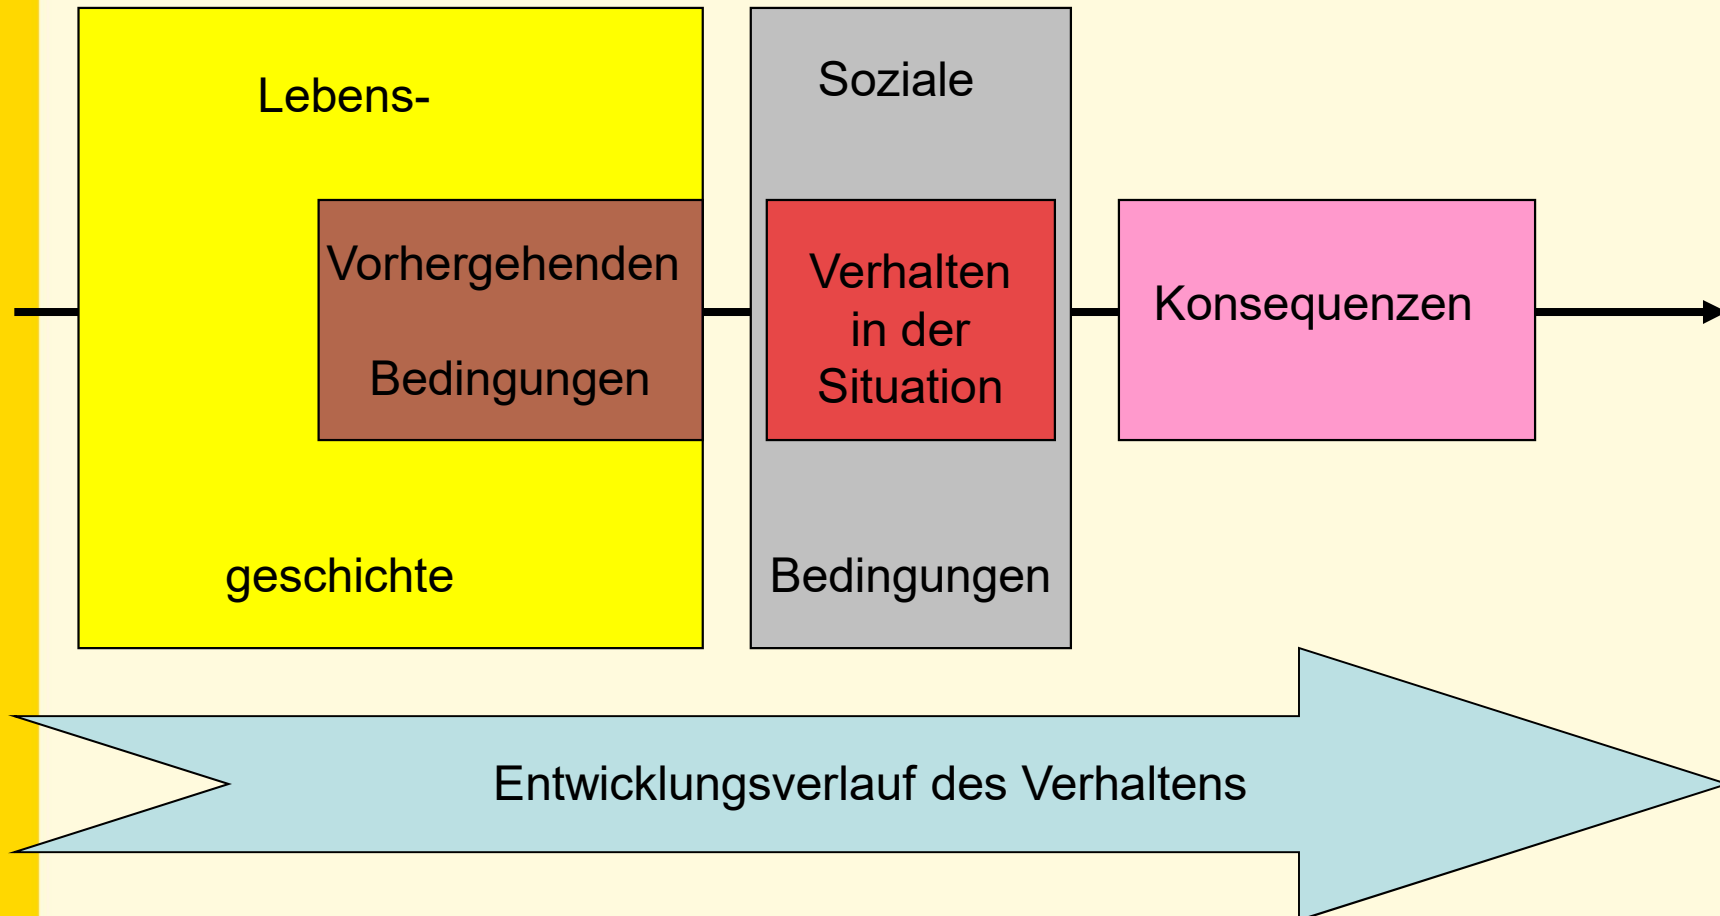 Lebens-
geschichte
Vorhergehenden
Bedingungen
Soziale
Bedingungen
Verhalten
in der
Situation
Konsequenzen
Entwicklungsverlauf des Verhaltens